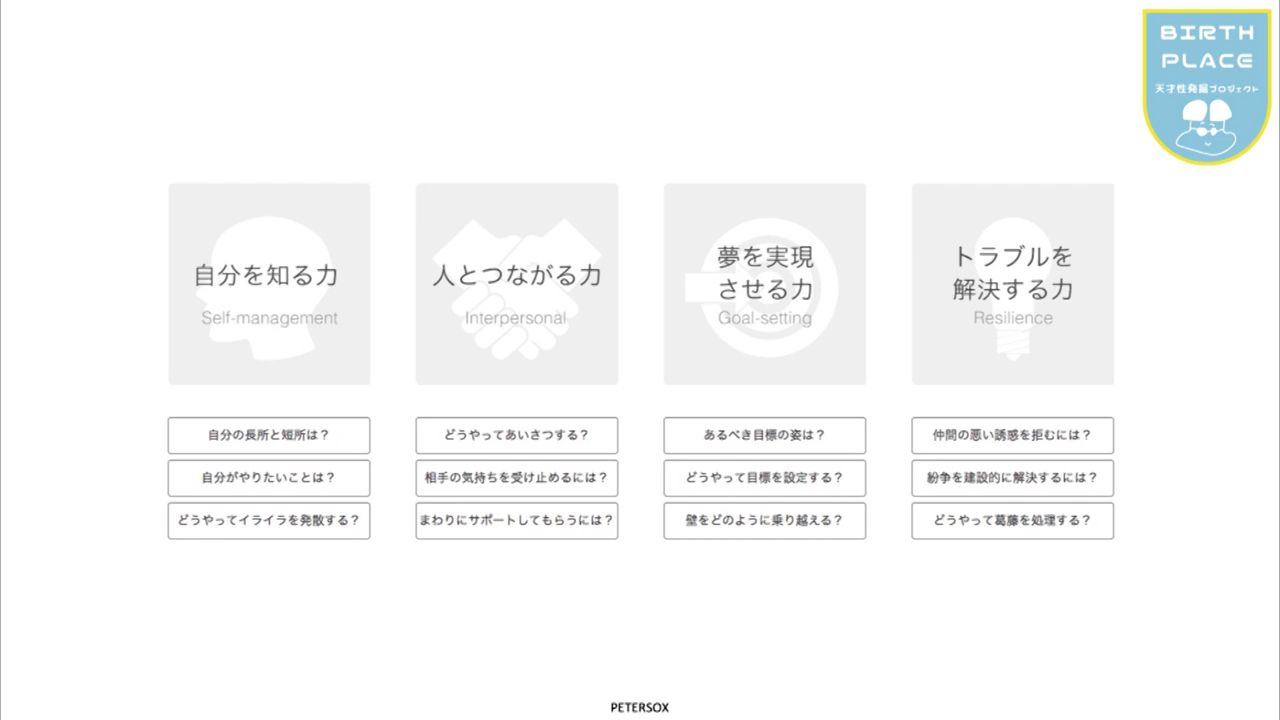 BIRTH
PLACE
天才性発掘プロジェクト
自分を知る力
Self-management
人とつながる力
Interpersonal
夢を実現
させる力
Goal-setting
トラブルを
解決する力
Resilience
自分の長所と短所は？
どうやってあいさつする？
あるべき目標の姿は？
仲間の悪い誘惑を拒むには？
自分がやりたいことは？
相手の気持ちを受け止めるには？
どうやって目標を設定する？
紛争を建設的に解決するには？
どうやってイライラを発散する？
まわりにサポートしてもらうには？
壁をどのように乗り越える？
どうやって葛藤を処理する？
PETERSOX